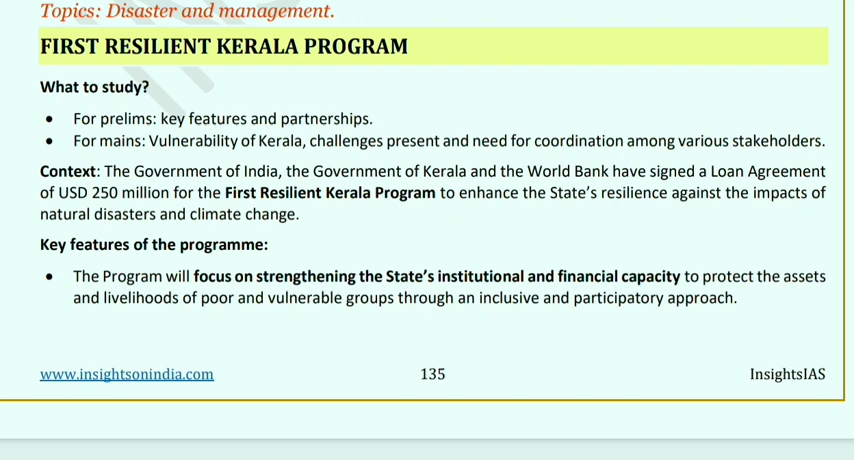 Topics: Disaster and management.
FIRST RESILIENT KERALA PROGRAM
What to study?
• For prelims: key features and partnerships.
• For mains: Vulnerability of Kerala, challenges present and need for coordination among various stakeholders.
Context: The Government of India, the Government of Kerala and the World Bank have signed a Loan Agreement
of USD 250 million for the First Resilient Kerala Program to enhance the State’s resilience against the impacts of
natural disasters and climate change.
Key features of the programme:
• The Program will focus on strengthening the State’s institutional and financial capacity to protect the assets
and livelihoods of poor and vulnerable groups through an inclusive and participatory approach.
www.insightsonindia.com 135 InsightsIAS